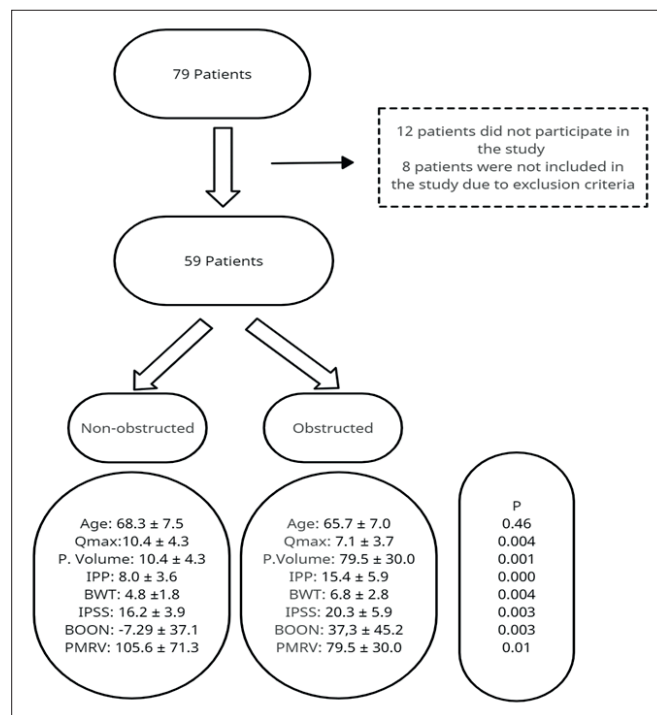 79 Patients
12 patients did not participate in
the study
8 patients were not included in
the study due to exclusion criteria
59 Patients
Non-obstructed
Obstructed
Age: 68.3 ± 7.5
Qmax:10.4 ± 4.3
P. Volume: 10.4 ± 4.3
IPP: 8.0 ± 3.6
BWT: 4.8 ±1.8
IPSS: 16.2 ± 3.9
BOON: -7.29 ± 37.1
PMRV: 105.6 ± 71.3
Age: 65.7 ± 7.0
Qmax: 7.1 ± 3.7
P.Volume: 79.5 ± 30.0
IPP: 15.4 ± 5.9
BWT: 6.8 ± 2.8
IPSS: 20.3 ± 5.9
BOON: 37,3 ± 45.2
PMRV: 79.5 ± 30.0
P
0.46
0.004
0.001
0.000
0.004
0.003
0.003
0.01